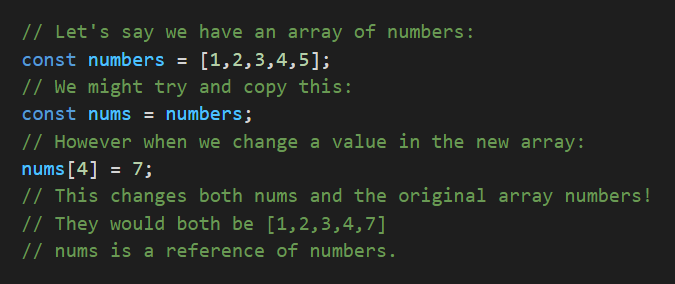 // Let's say we have an array of numbers:
const numbers = [1,2,3,4,5];
// We might try and copy this:
const nums = numbers;
// However when we change a value in the new array:
nums[4] = 7;
// This changes both nums and the original array numbers!
// They would both be [1,2,3,4,7]
// nums is a reference of numbers.